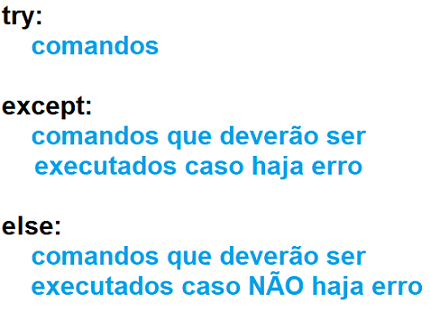 try:
comandos
except:
comandos que deverão ser
executados caso haja erro
else:
comandos que deverão ser
executados caso NÃO haja erro